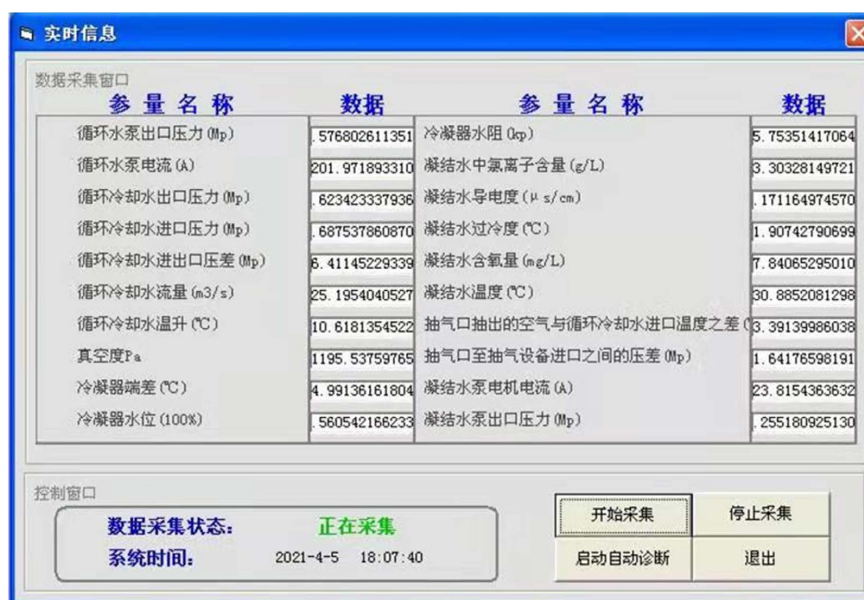 实时信息
数据采集窗口
参 量 名 称 数据 参 量 名 称 数据
循环水泵出口压力(Mp) .576802611351 冷凝器水阻(kp) 5.75351417064
循环水泵电流(A) 201.971893310 凝结水中氯离子含量(g/L) 3.30328149721
循环冷却水出口压力(Mp) .623423337936 凝结水导电度(μs/cm) .171164974570
循环冷却水进口压力(Mp) .687537860870 凝结水过冷度(℃) 1.90742790699
循环冷却水进出口压差(Mp) 6.41145229339 凝结水含氧量(mg/L) 7.84065295010
循环冷却水流量(m3/s) 25.1954040527 凝结水温度(℃) 30.8852081298
循环冷却水温升(℃) 10.6181354522 抽气口抽出的空气与循环冷却水进口温度之差( 3.39139986038
真空度Pa 1195.53759765 抽气口至抽气设备进口之间的压差(Mp) 1.64176598191
冷凝器端差(℃) 4.99136161804 凝结水泵电机电流(A) 23.8154363632
冷凝器水位(100%) .560542166233 凝结水泵出口压力(Mp) .255180925130
控制窗口
数据采集状态: 正在采集 开始采集 停止采集
系统时间: 2021-4-5 18:07:40 启动自动诊断 退出